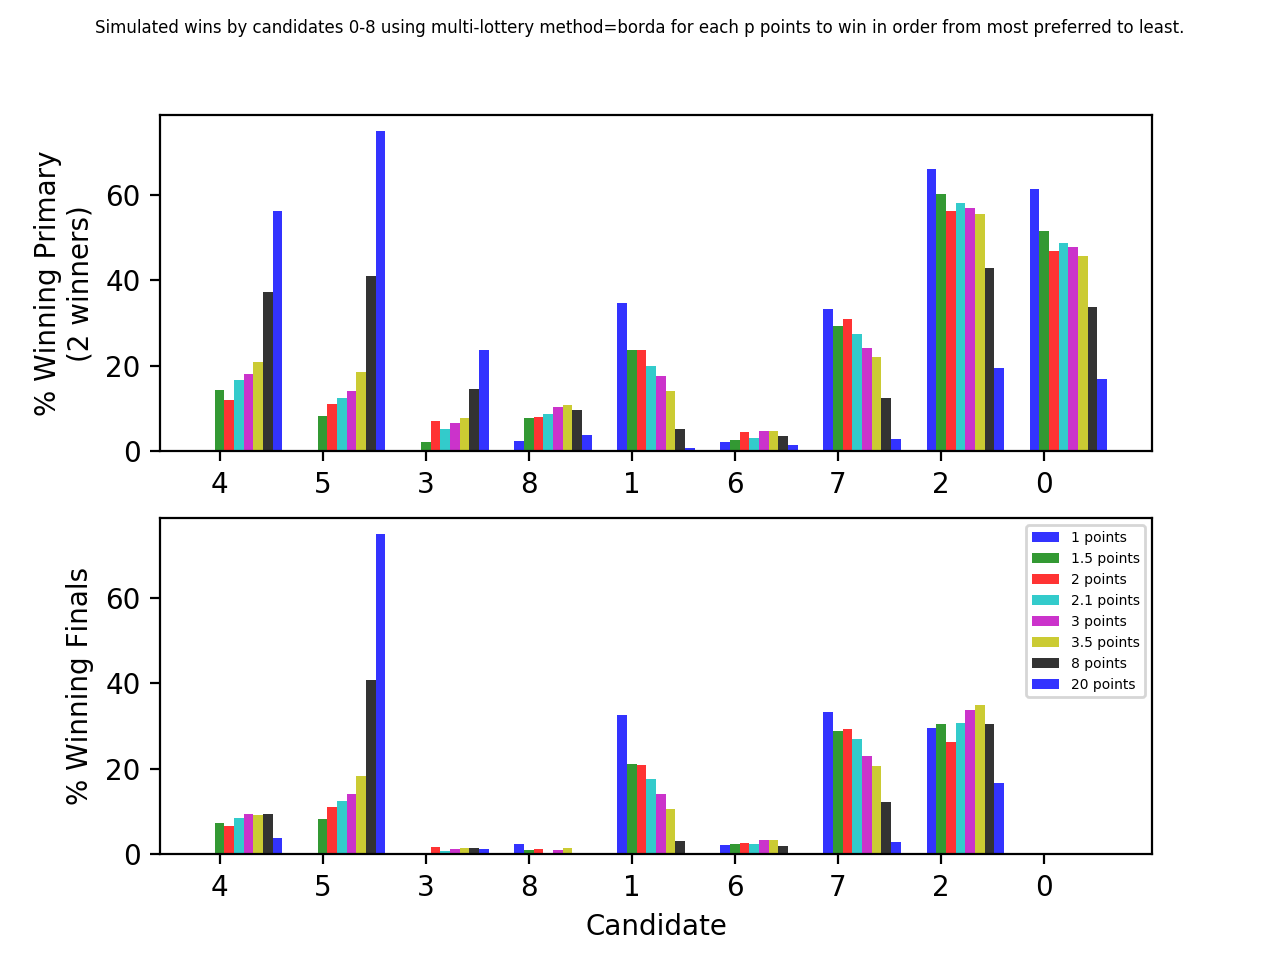 Simulated wins by candidates 0-8 using multi-lottery method=borda for each p points to win in order from most preferred to least.
% Winning Primary
(2 winners)
60
40
20
0
4 5 3 8 1 6 7 2 0
% Winning Finals
60
40
20
0
1 points
1.5 points
2 points
2.1 points
3 points
3.5 points
8 points
20 points
4 5 3 8 1 6 7 2 0
Candidate